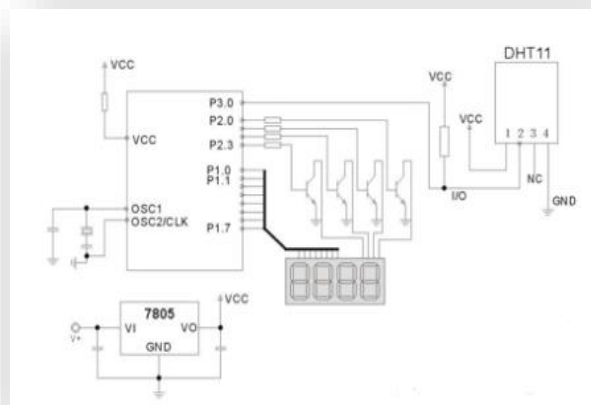 DHT11
VCC
VCC
P3.0
P2.0
VCC
VCC
P2.3
1 2 3 4
P1.0
P1.1
NC
I/O
GND
OSC1
OSC2/CLK
P1.7
7805
VCC
V+
VI
VO
GND